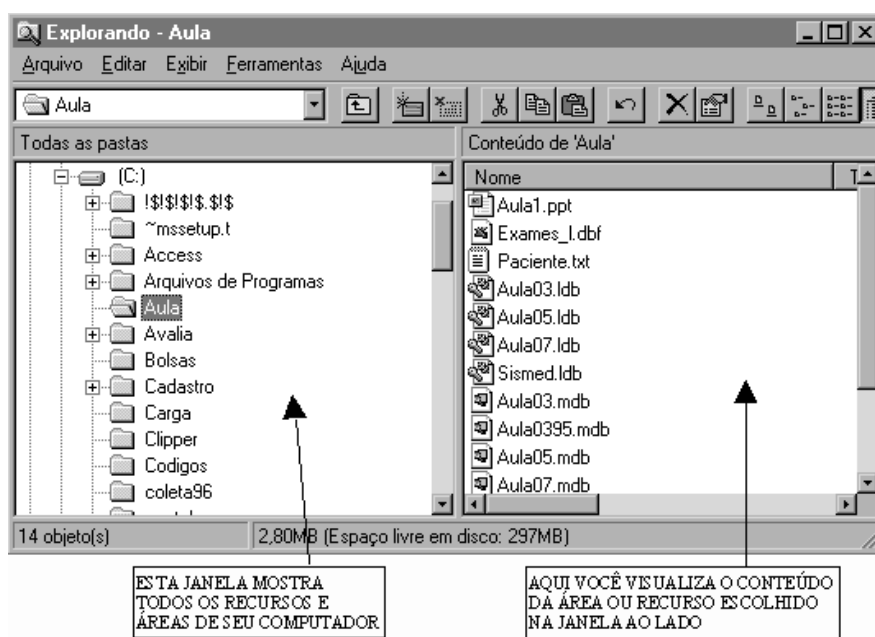 Explorando - Aula
Arquivo Editar Exibir Ferramentas Ajuda
Aula
Todas as pastas
Conteúdo de 'Aula'
(C:)
!$!$!$!$.$!$
~mssetup.t
Access
Arquivos de Programas
Aula
Avalia
Bolsas
Cadastro
Carga
Clipper
Codigos
coleta96
Nome
T
Aula1.ppt
Exames_l.dbf
Paciente.txt
Aula03.ldb
Aula05.ldb
Aula07.ldb
Sismed.ldb
Aula03.mdb
Aula0395.mdb
Aula05.mdb
Aula07.mdb
14 objeto(s)
2,80MB (Espaço livre em disco: 297MB)
ESTA JANELA MOSTRA
TODOS OS RECURSOS E
ÁREAS DE SEU COMPUTADOR
AQUI VOCÊ VISUALIZA O CONTEÚDO
DA ÁREA OU RECURSO ESCOLHIDO
NA JANELA AO LADO